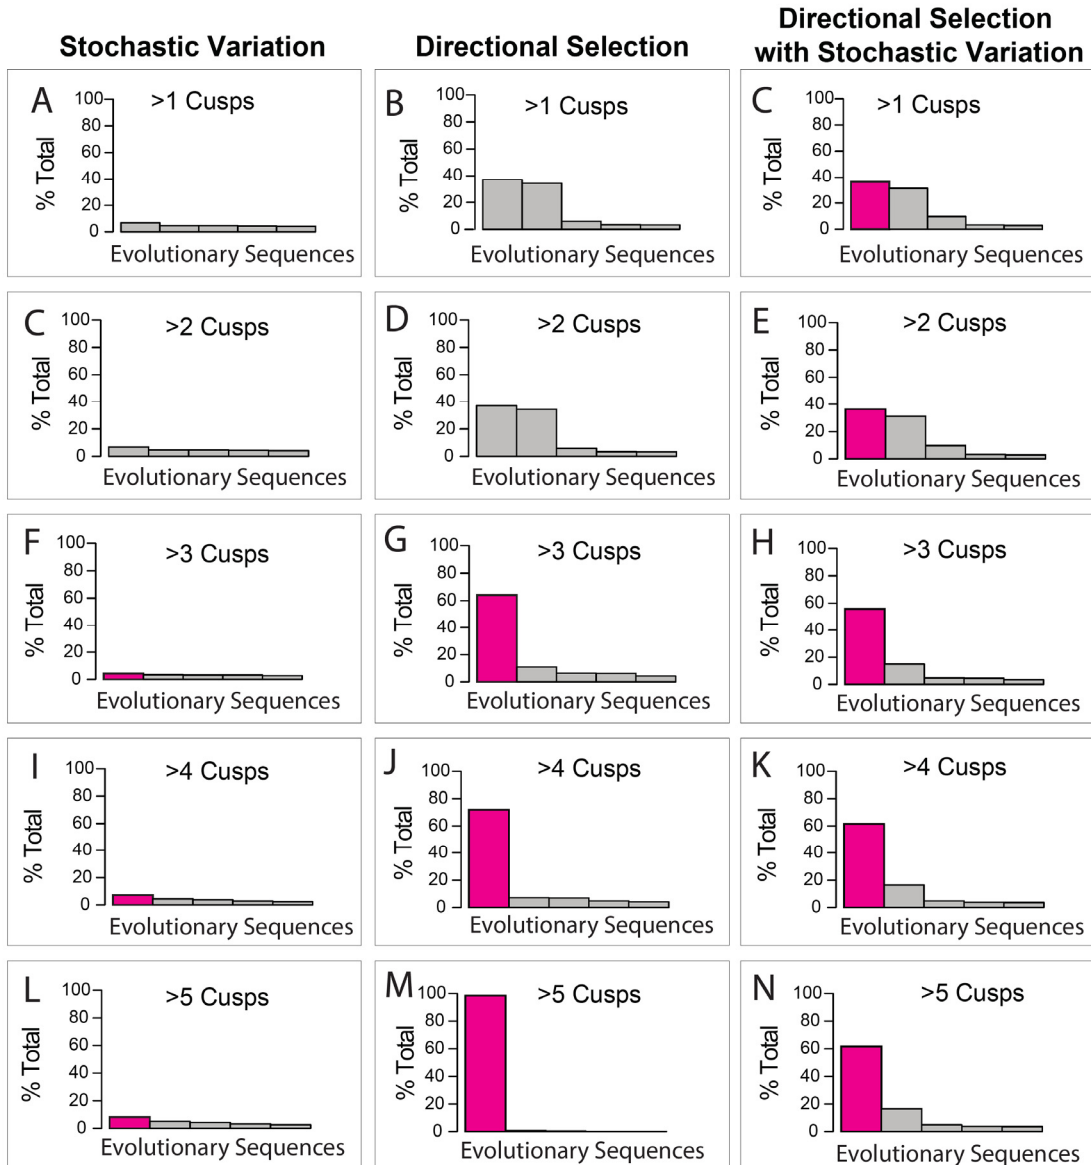 Stochastic Variation
Directional Selection
Directional Selection
with Stochastic Variation
A
>1 Cusps
% Total
100
80
60
40
20
0
Evolutionary Sequences
B
>1 Cusps
% Total
100
80
60
40
20
0
Evolutionary Sequences
C
>1 Cusps
% Total
100
80
60
40
20
0
Evolutionary Sequences
C
>2 Cusps
% Total
100
80
60
40
20
0
Evolutionary Sequences
D
>2 Cusps
% Total
100
80
60
40
20
0
Evolutionary Sequences
E
>2 Cusps
% Total
100
80
60
40
20
0
Evolutionary Sequences
F
>3 Cusps
% Total
100
80
60
40
20
0
Evolutionary Sequences
G
>3 Cusps
% Total
100
80
60
40
20
0
Evolutionary Sequences
H
>3 Cusps
% Total
100
80
60
40
20
0
Evolutionary Sequences
I
>4 Cusps
% Total
100
80
60
40
20
0
Evolutionary Sequences
J
>4 Cusps
% Total
100
80
60
40
20
0
Evolutionary Sequences
K
>4 Cusps
% Total
100
80
60
40
20
0
Evolutionary Sequences
L
>5 Cusps
% Total
100
80
60
40
20
0
Evolutionary Sequences
M
>5 Cusps
% Total
100
80
60
40
20
0
Evolutionary Sequences
N
>5 Cusps
% Total
100
80
60
40
20
0
Evolutionary Sequences